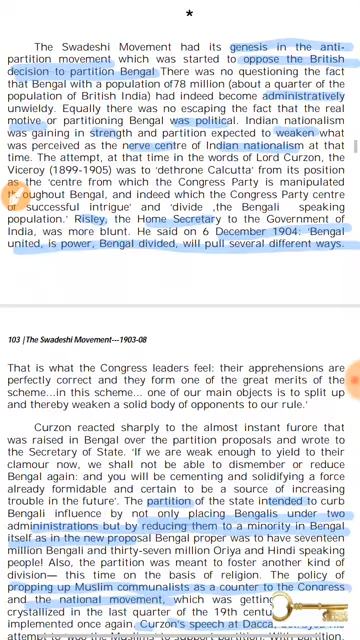 *
The Swadeshi Movement had its genesis in the anti-
partition movement which was started to oppose the British
decision to partition Bengal There was no questioning the fact
that Bengal with a population of78 million (about a quarter of the
population of British India) had indeed become administratively
unwieldy. Equally there was no escaping the fact that the real
motive or partitioning Bengal was political. Indian nationalism
was gaining in strength and partition expected to weaken what
was perceived as the nerve centre of Indian nationalism at that
time. The attempt, at that time in the words of Lord Curzon, the
Viceroy (1899-1905) was to 'dethrone Calcutta' from its position
as the 'centre from which the Congress Party is manipulated
throughout Bengal, and indeed which the Congress Party centre
of successful intrigue' and 'divide ,the Bengali speaking
population.' Risley, the Home Secretary to the Government of
India, was more blunt. He said on 6 December 1904: 'Bengal
united, is power, Bengal divided, will pull several different ways.
103 |The Swadeshi Movement---1903-08
That is what the Congress leaders feel: their apprehensions are
perfectly correct and they form one of the great merits of the
scheme...in this scheme... one of our main objects is to split up
and thereby weaken a solid body of opponents to our rule.'
Curzon reacted sharply to the almost instant furore that
was raised in Bengal over the partition proposals and wrote to
the Secretary of State. 'If we are weak enough to yield to their
clamour now, we shall not be able to dismember or reduce
Bengal again: and you will be cementing and solidifying a force
already formidable and certain to be a source of increasing
trouble in the future'. The partition of the state intended to curb
Bengali influence by not only placing Bengalis under two
admininistrations but by reducing them to a minority in Bengal
itself as in the new proposal Bengal proper was to have seventeen
million Bengali and thirty-seven million Oriya and Hindi speaking
people! Also, the partition was meant to foster another kind of
division— this time on the basis of religion. The policy of
propping up Muslim communalists as a counter to the Congress
and the national movement, which was getting
crystallized in the last quarter of the 19th
implemented once again. Curzon's speech at Dacca,
attempt to woo the Muslims' to support partition. With partition,